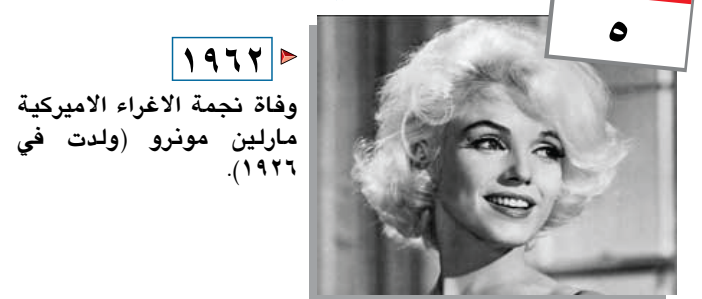 ٥
١٩٦٢
وفاة نجمة الاغراء الاميركية
مارلين مونرو (ولدت في
١٩٢٦).